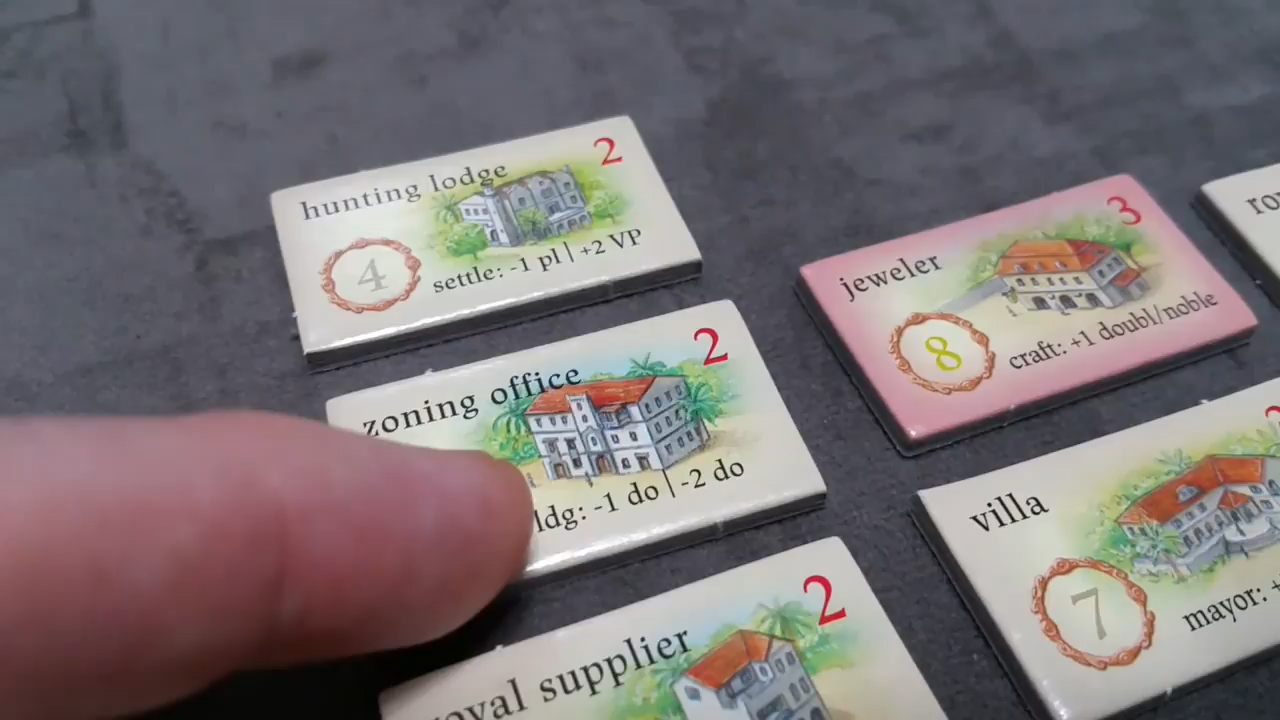 hunting lodge
2
4
settle: -1 pl | +2 VP
zoning office
2
ldg: -1 do | -2 do
supplier
2
jeweler
3
8
craft: +1 doubl/noble
villa
7
mayor: